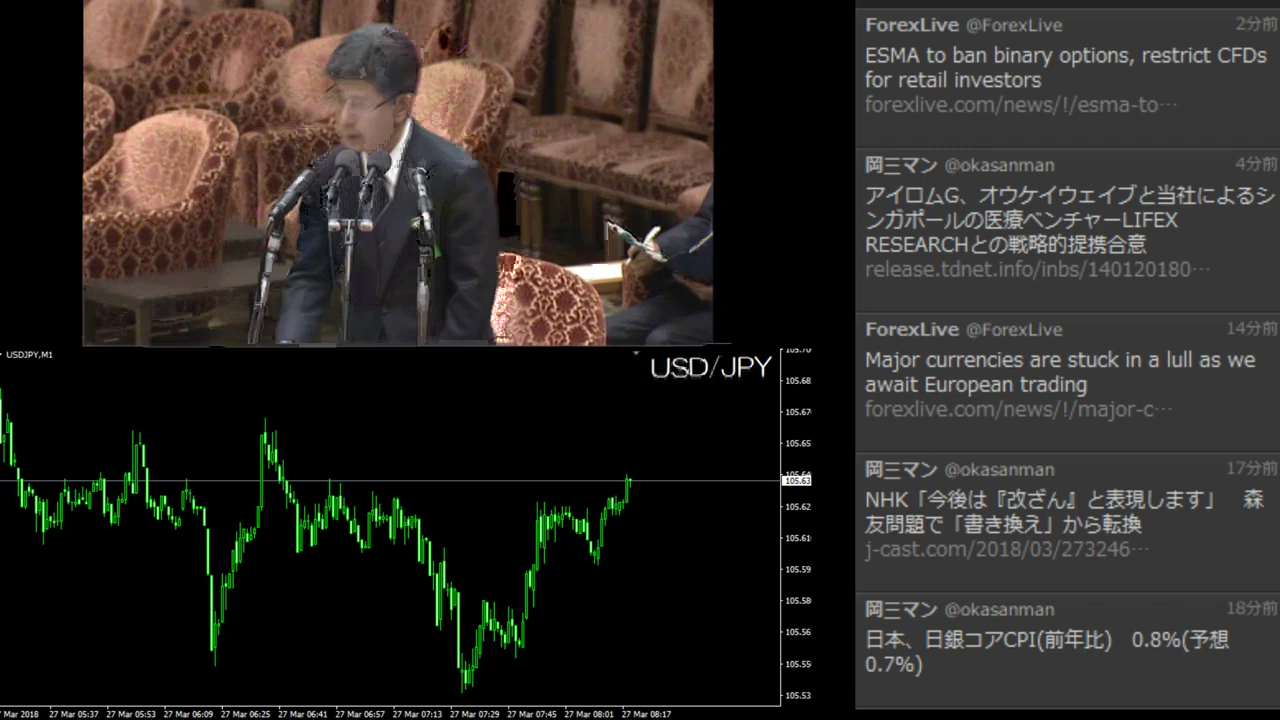 USDJPY,M1
USD/JPY
105.70
105.68
105.67
105.65
105.64
105.63
105.62
105.61
105.59
105.58
105.56
105.55
105.53
Mar 2018
27 Mar 05:37
27 Mar 05:53
27 Mar 06:09
27 Mar 06:25
27 Mar 06:41
27 Mar 06:57
27 Mar 07:13
27 Mar 07:29
27 Mar 07:45
27 Mar 08:01
27 Mar 08:17
ForexLive @ForexLive 2分前
ESMA to ban binary options, restrict CFDs
for retail investors
forexlive.com/news/!/esma-to…
岡三マン @okasanman 4分前
アイロムG、オウケイウェイブと当社によるシ
ンガポールの医療ベンチャーLIFEX
RESEARCHとの戦略的提携合意
release.tdnet.info/inbs/140120180…
ForexLive @ForexLive 14分前
Major currencies are stuck in a lull as we
await European trading
forexlive.com/news/!/major-c…
岡三マン @okasanman 17分前
NHK「今後は『改ざん』と表現します」　森
友問題で「書き換え」から転換
j-cast.com/2018/03/273246…
岡三マン @okasanman 18分前
日本、日銀コアCPI(前年比)　0.8%(予想
0.7%)